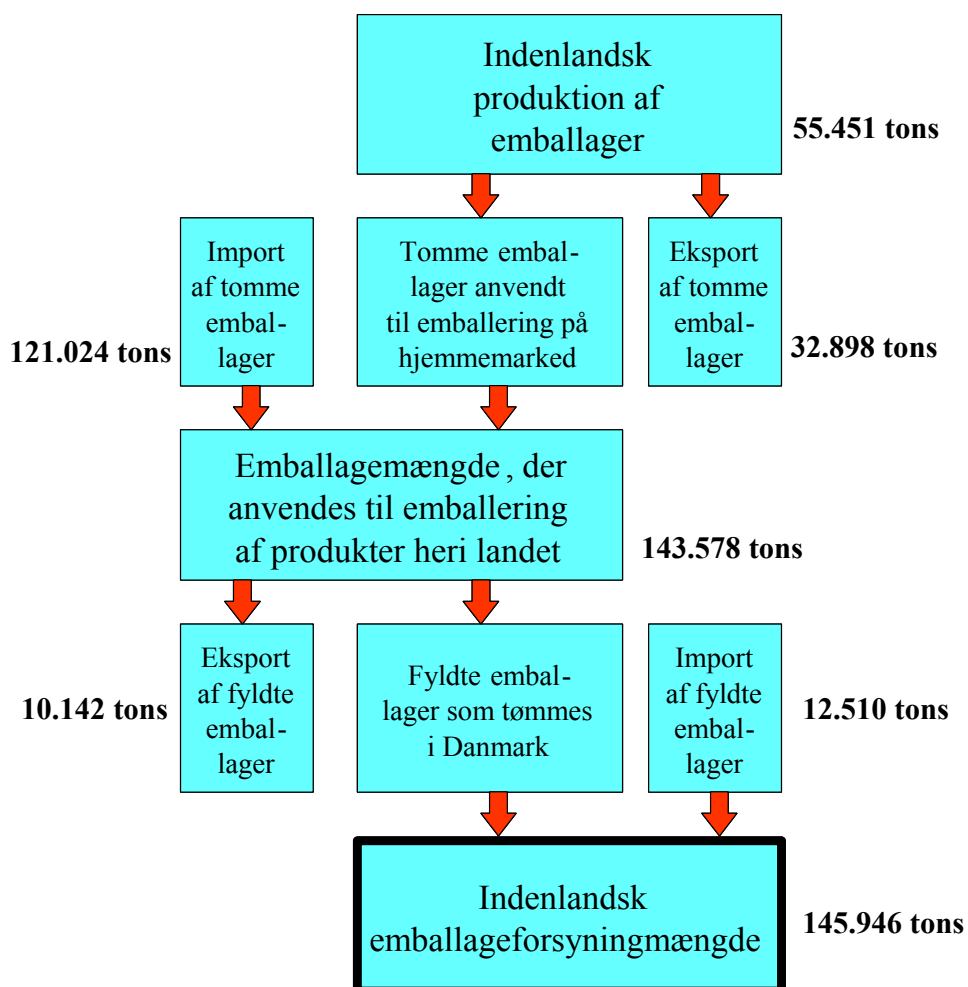 Indenlandsk
produktion af
emballager
55.451 tons
Import
af tomme
embal-
lager
121.024 tons
Tomme embal-
lager anvendt
til emballering på
hjemmemarked
Eksport
af tomme
embal-
lager
32.898 tons
Emballagemængde, der
anvendes til emballering
af produkter heri landet
143.578 tons
Eksport
af fyldte
embal-
lager
10.142 tons
Fyldte embal-
lager som tømmes
i Danmark
Import
af fyldte
embal-
lager
12.510 tons
Indenlandsk
emballageforsyningmængde
145.946 tons